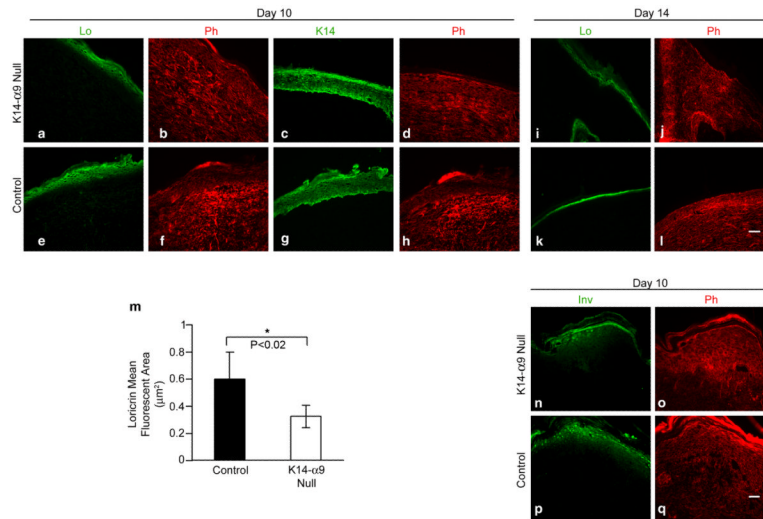 Day 10
Day 14
Lo
Ph
K14
Ph
Lo
Ph
K14-α9 Null
a
b
c
d
i
j
Control
e
f
g
h
k
l
m
*
P<0.02
Loricrin Mean
Fluorescent Area
(μm²)
1
0.8
0.6
0.4
0.2
0
Control
K14-α9
Null
Day 10
Inv
Ph
K14-α9 Null
n
o
Control
p
q